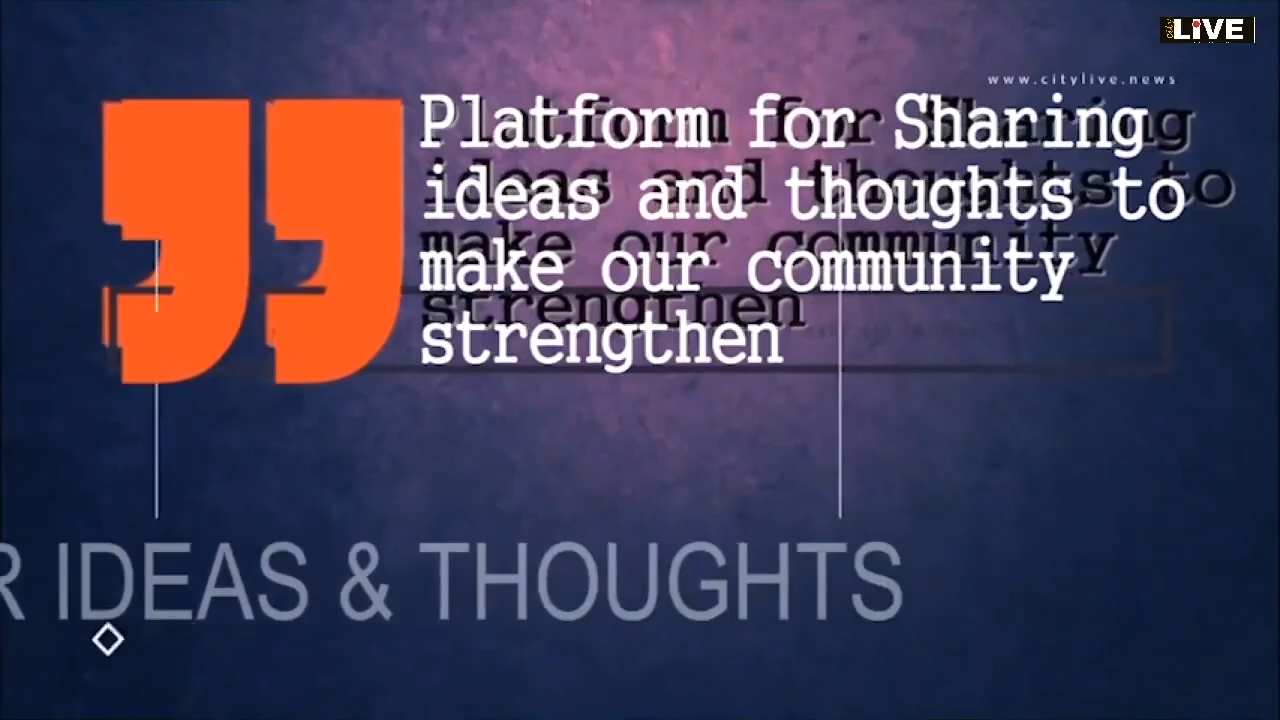 LiVE
www.citylive.news
Platform for Sharing
ideas and thoughts to
make our community
strengthen
R IDEAS & THOUGHTS